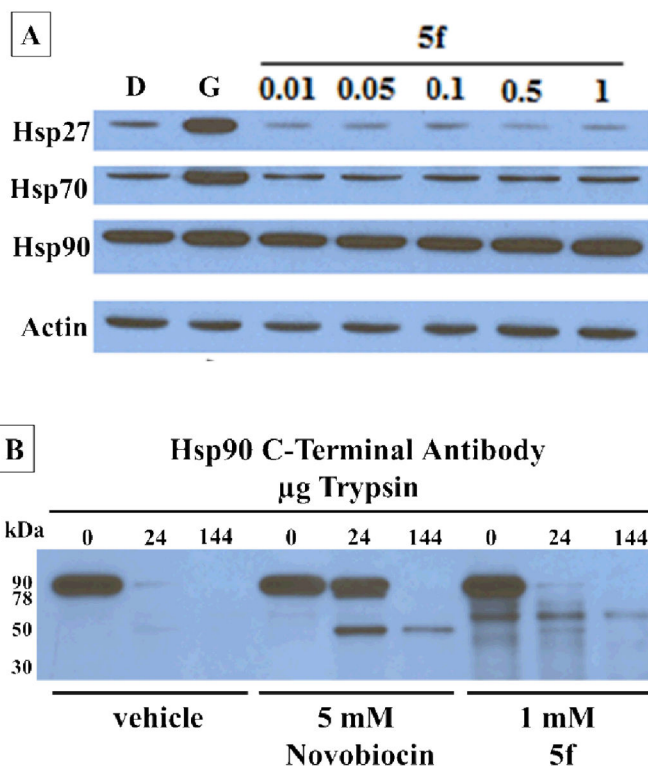 A
5f
D G 0.01 0.05 0.1 0.5 1
Hsp27
Hsp70
Hsp90
Actin
B
Hsp90 C-Terminal Antibody
µg Trypsin
kDa 0 24 144 0 24 144 0 24 144
90
78
50
30
vehicle 5 mM 1 mM
Novobiocin 5f